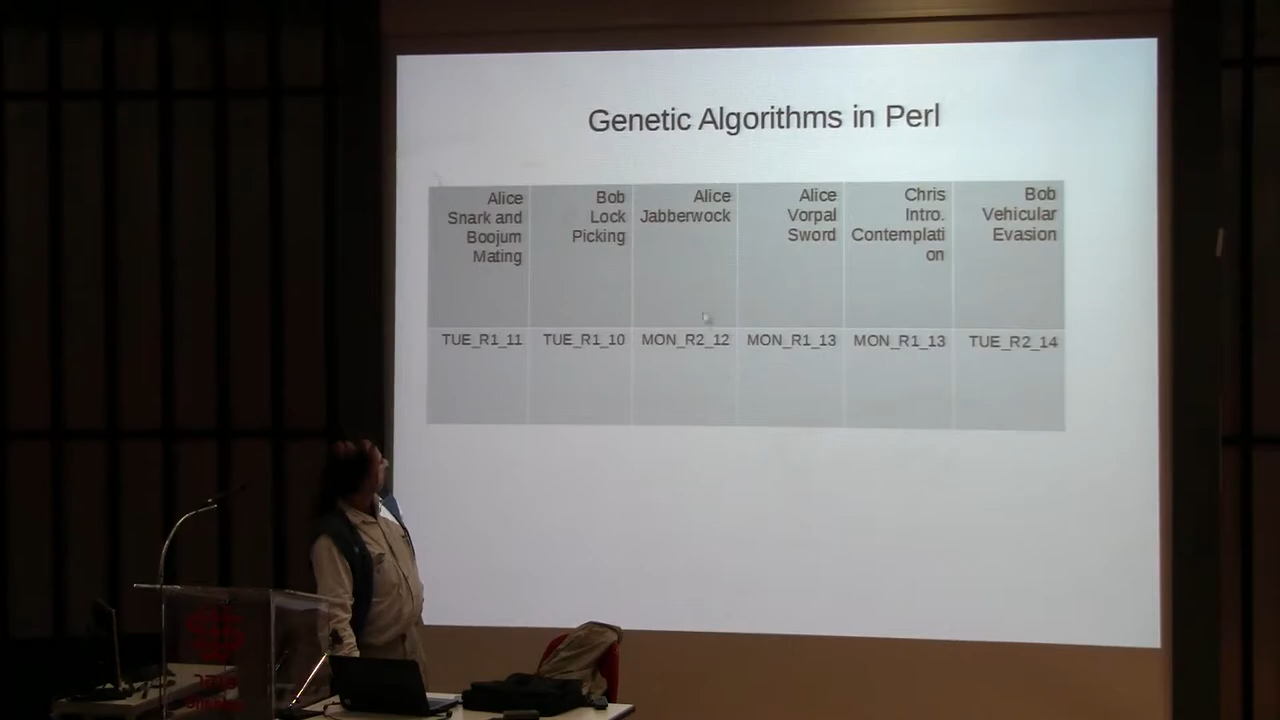 Genetic Algorithms in Perl
Alice
Snark and
Boojum
Mating
Bob
Lock
Picking
Alice
Jabberwock
Alice
Vorpal
Sword
Chris
Intro.
Contemplati
on
Bob
Vehicular
Evasion
TUE_R1_11
TUE_R1_10
MON_R2_12
MON_R1_13
MON_R1_13
TUE_R2_14